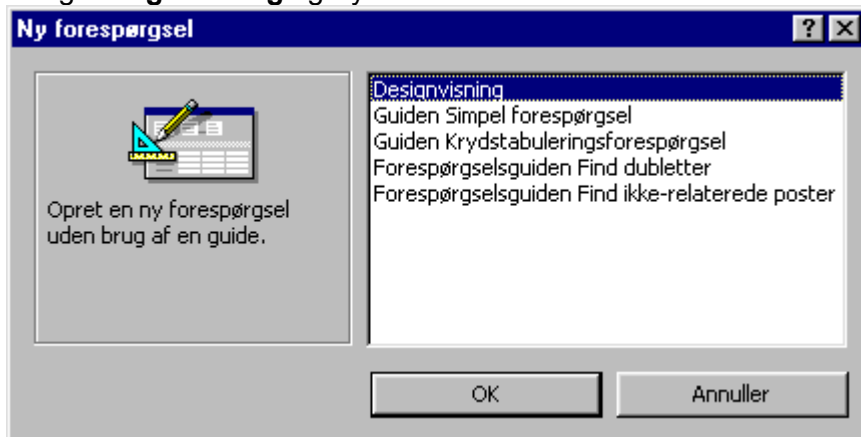 Ny forespørgsel
Designvisning
Guiden Simpel forespørgsel
Guiden Krydstabuleringsforespørgsel
Forespørgselsguiden Find dubletter
Forespørgselsguiden Find ikke-relaterede poster
Opret en ny forespørgsel
uden brug af en guide.
OK
Annuller